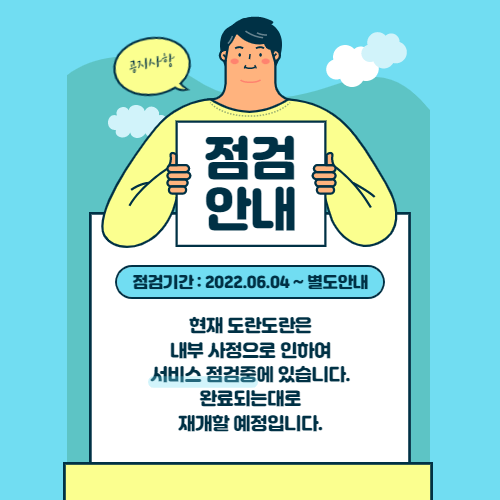 공지사항
점검
안내
점검기간 : 2022.06.04 ~ 별도안내
현재 도란도란은
내부 사정으로 인하여
서비스 점검중에 있습니다.
완료되는대로
재개할 예정입니다.